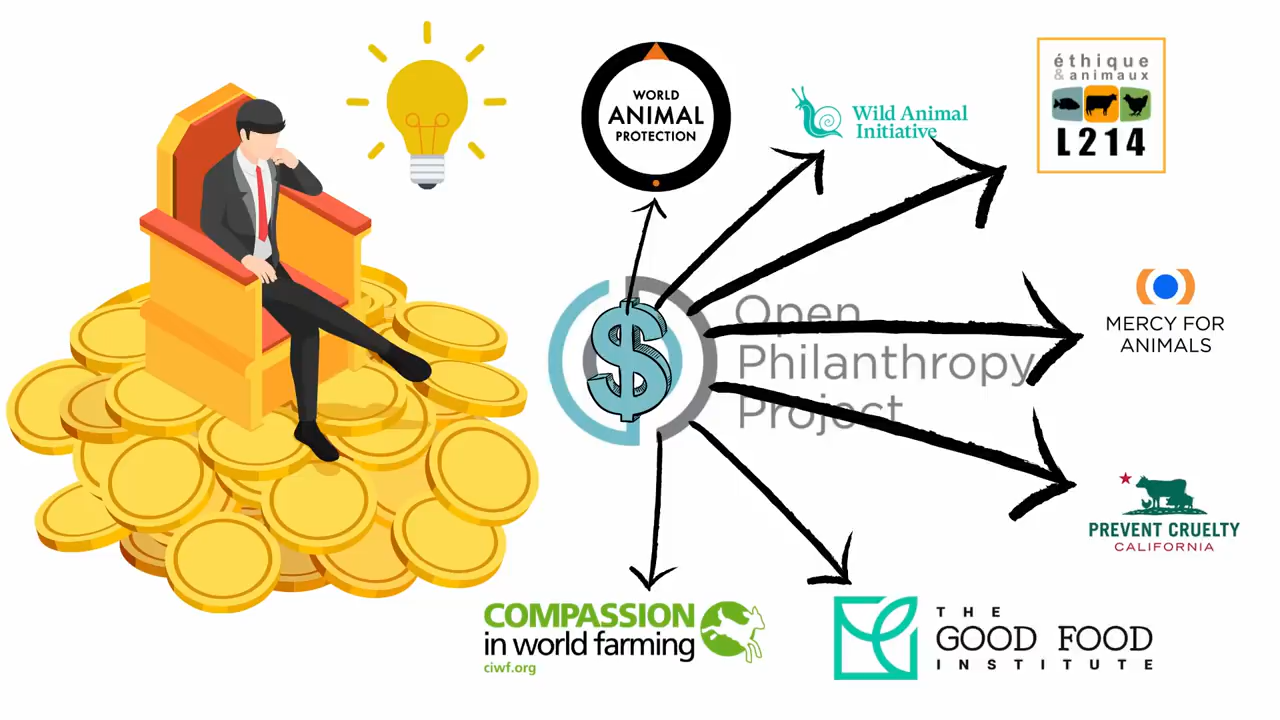 WORLD
ANIMAL
PROTECTION
Wild Animal
Initiative
éthique
& animaux
L214
Open
Philanthropy
Project
$
MERCY FOR
ANIMALS
PREVENT CRUELTY
CALIFORNIA
COMPASSION
in world farming
ciwf.org
THE
GOOD FOOD
INSTITUTE